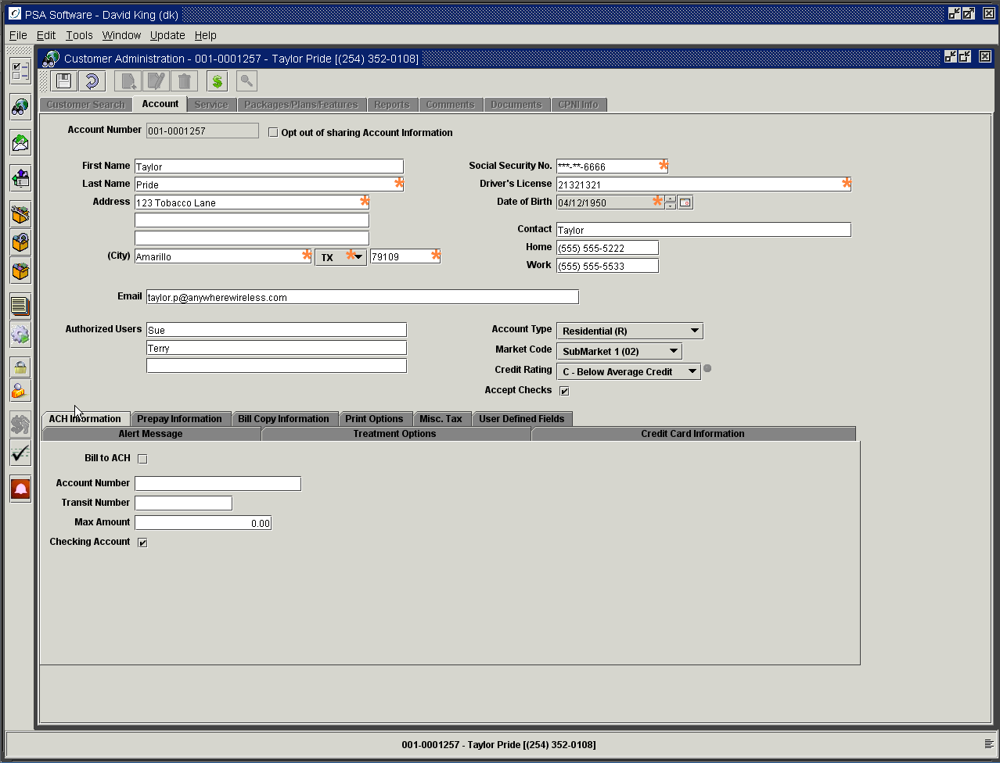 PSA Software - David King (dk)
File Edit Tools Window Update Help
Customer Administration - 001-0001257 - Taylor Pride [(254) 352-0108]
Customer Search Account Service Packages/Plans/Features Reports Comments Documents CPNI Info
Account Number 001-0001257 Opt out of sharing Account Information
First Name Taylor Social Security No. ***-**-6666
Last Name Pride Driver's License 21321321
Address 123 Tobacco Lane Date of Birth 04/12/1950
Contact Taylor
Home (555) 555-5222
(City) Amarillo TX 79109
Work (555) 555-5533
Email taylor.p@anywherewireless.com
Authorized Users Sue Account Type Residential (R)
Terry Market Code SubMarket 1 (02)
Credit Rating C - Below Average Credit
Accept Checks
ACH Information Prepay Information Bill Copy Information Print Options Misc. Tax User Defined Fields
Alert Message Treatment Options Credit Card Information
Bill to ACH
Account Number
Transit Number
Max Amount 0.00
Checking Account
001-0001257 - Taylor Pride [(254) 352-0108]